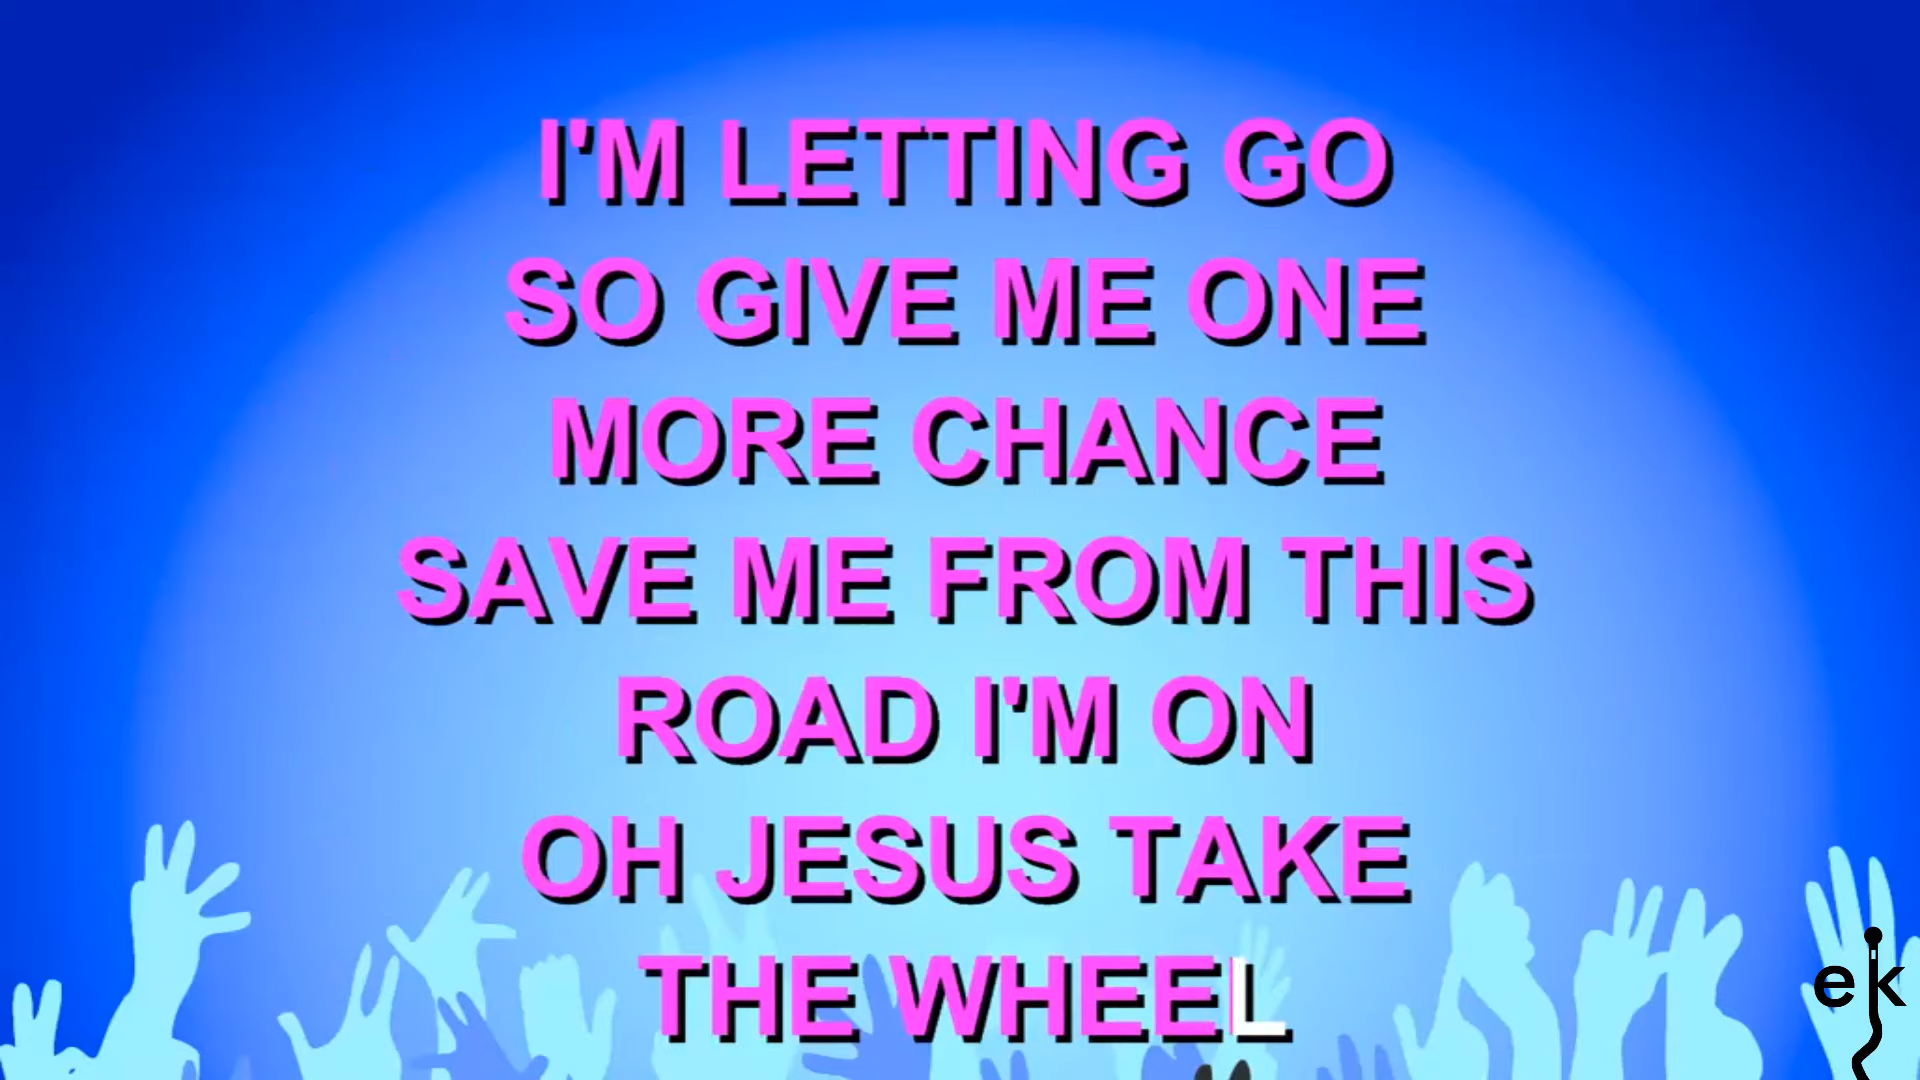 I'M LETTING GO
SO GIVE ME ONE
MORE CHANCE
SAVE ME FROM THIS
ROAD I'M ON
OH JESUS TAKE
THE WHEEL
ek